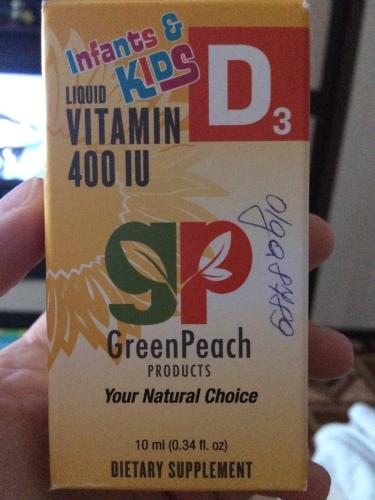 Infants &
KIDS
LIQUID
VITAMIN D3
400 IU
gp
GreenPeach
PRODUCTS
Your Natural Choice
10 ml (0.34 fl. oz)
DIETARY SUPPLEMENT